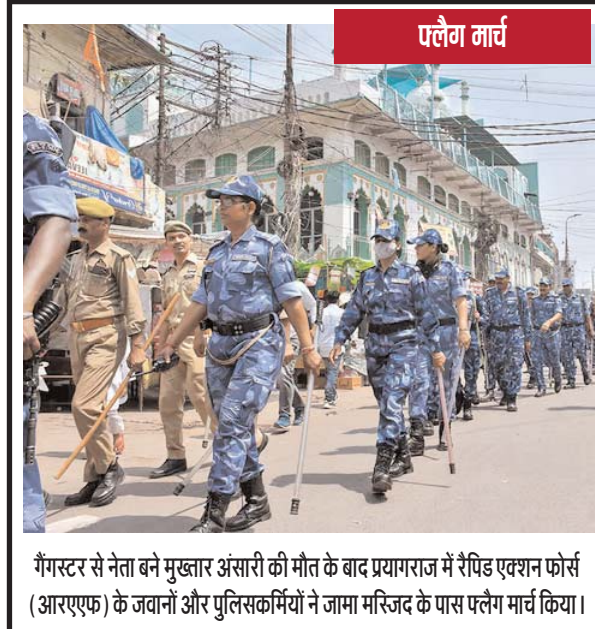 फ्लैग मार्च
गैंगस्टर से नेता बने मुख्तार अंसारी की मौत के बाद प्रयागराज में रैपिड एक्शन फोर्स
(आरएएफ) के जवानों और पुलिसकर्मियों ने जामा मस्जिद के पास फ्लैग मार्च किया।